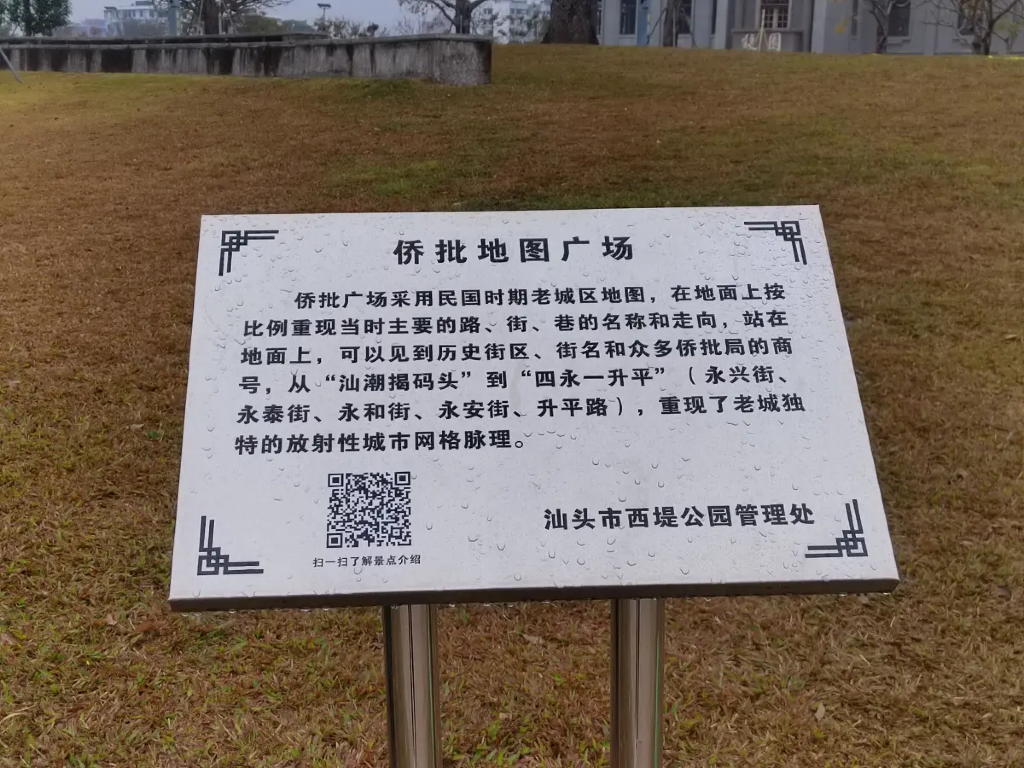 侨批地图广场
侨批广场采用民国时期老城区地图，在地面上按
比例重现当时主要的路、街、巷的名称和走向，站在
地面上，可以见到历史街区、街名和众多侨批局的商
号，从“汕潮揭码头”到“四永一升平”（永兴街、
永泰街、永和街、永安街、升平路），重现了老城独
特的放射性城市网格脉理。
扫一扫了解景点介绍
汕头市西堤公园管理处